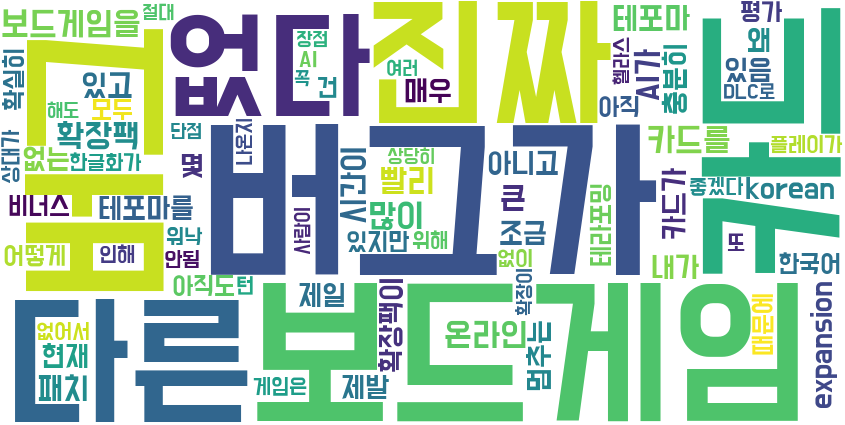 절대
보드게임을
확실히
있고
해도
모두
확장팩
없는
한글화가
상대가
단점
몇
나온지
비너스
테포마를
어떻게
인해
워낙
안됨
아직도
턴
없다
진짜
장점
AI
꼭
건
여러
매우
헬라스
아직
테포마
AI가
충분히
평가
왜
있음
DLC로
버그가
사람이
시간이
상당히
빨리
많이
있지만
위해
아니고
큰
조금
없이
테라포밍
카드를
카드가
내가
플레이가
좋겠다
korean
또
한국어
다른
보드게임
없어서
현재
패치
게임은
제일
제발
확장팩이
온라인
확장이
멈추는
때문에
expansion